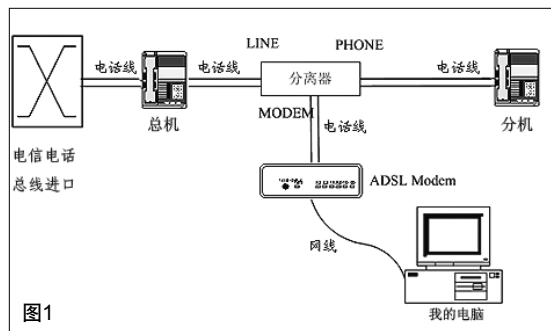 LINE
PHONE
电话线
电话线
分离器
电话线
总机
MODEM
分机
电话线
电信电话
总线进口
ADSL Modem
网线
我的电脑
图1